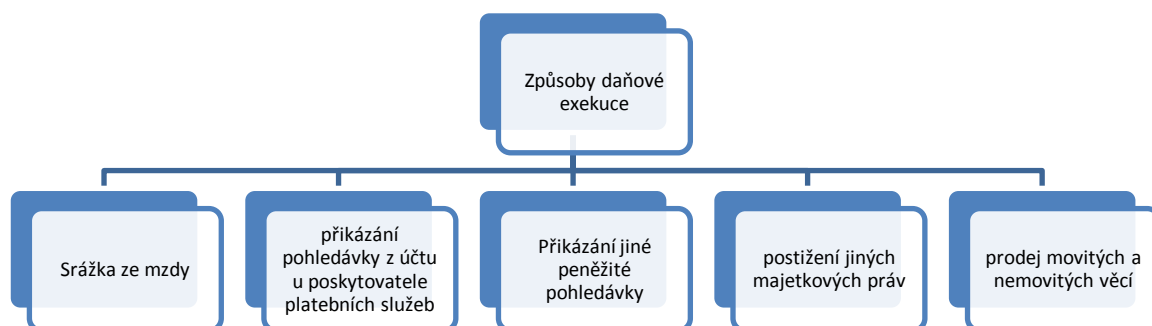 Způsoby daňové
exekuce
Srážka ze mzdy
přikázání
pohledávky z účtu
u poskytovatele
platebních služeb
Přikázání jiné
peněžité
pohledávky
postižení jiných
majetkových práv
prodej movitých a
nemovitých věcí